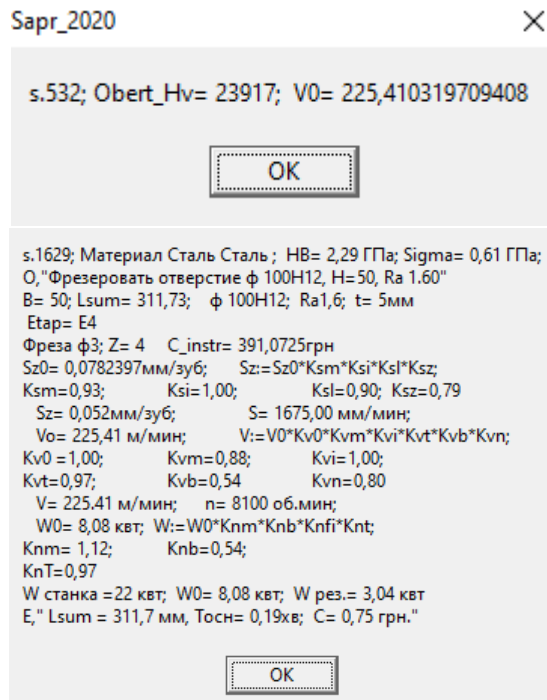 Sapr_2020
s.532; Obert_Hv= 23917; V0= 225,410319709408
OK
s.1629; Материал Сталь Сталь ; HB= 2,29 ГПа; Sigma= 0,61 ГПа;
О,"Фрезеровать отверстие ф 100H12, H=50, Ra 1.60"
B= 50; Lsum= 311,73; ф 100H12; Ra1,6; t= 5мм
Etap= E4
Фреза ф3; Z= 4 C_instr= 391,0725грн
Sz0= 0,0782397мм/зуб; Sz:=Sz0*Ksm*Ksi*Ksl*Ksz;
Ksm=0,93; Ksi=1,00; Ksl=0,90; Ksz=0,79
Sz= 0,052мм/зуб; S= 1675,00 мм/мин;
Vo= 225,41 м/мин; V:=V0*Kv0*Kvm*Kvi*Kvt*Kvb*Kvn;
Kv0 =1,00; Kvm=0,88; Kvi=1,00;
Kvt=0,97; Kvb=0,54 Kvn=0,80
V= 225.41 м/мин; n= 8100 об.мин;
W0= 8,08 квт; W:=W0*Knm*Knb*Knfi*Knt;
Knm= 1,12; Knb=0,54;
KnT=0,97
W станка =22 квт; W0= 8,08 квт; W рез.= 3,04 квт
E," Lsum = 311,7 мм, Тосн= 0,19хв; C= 0,75 грн."
OK